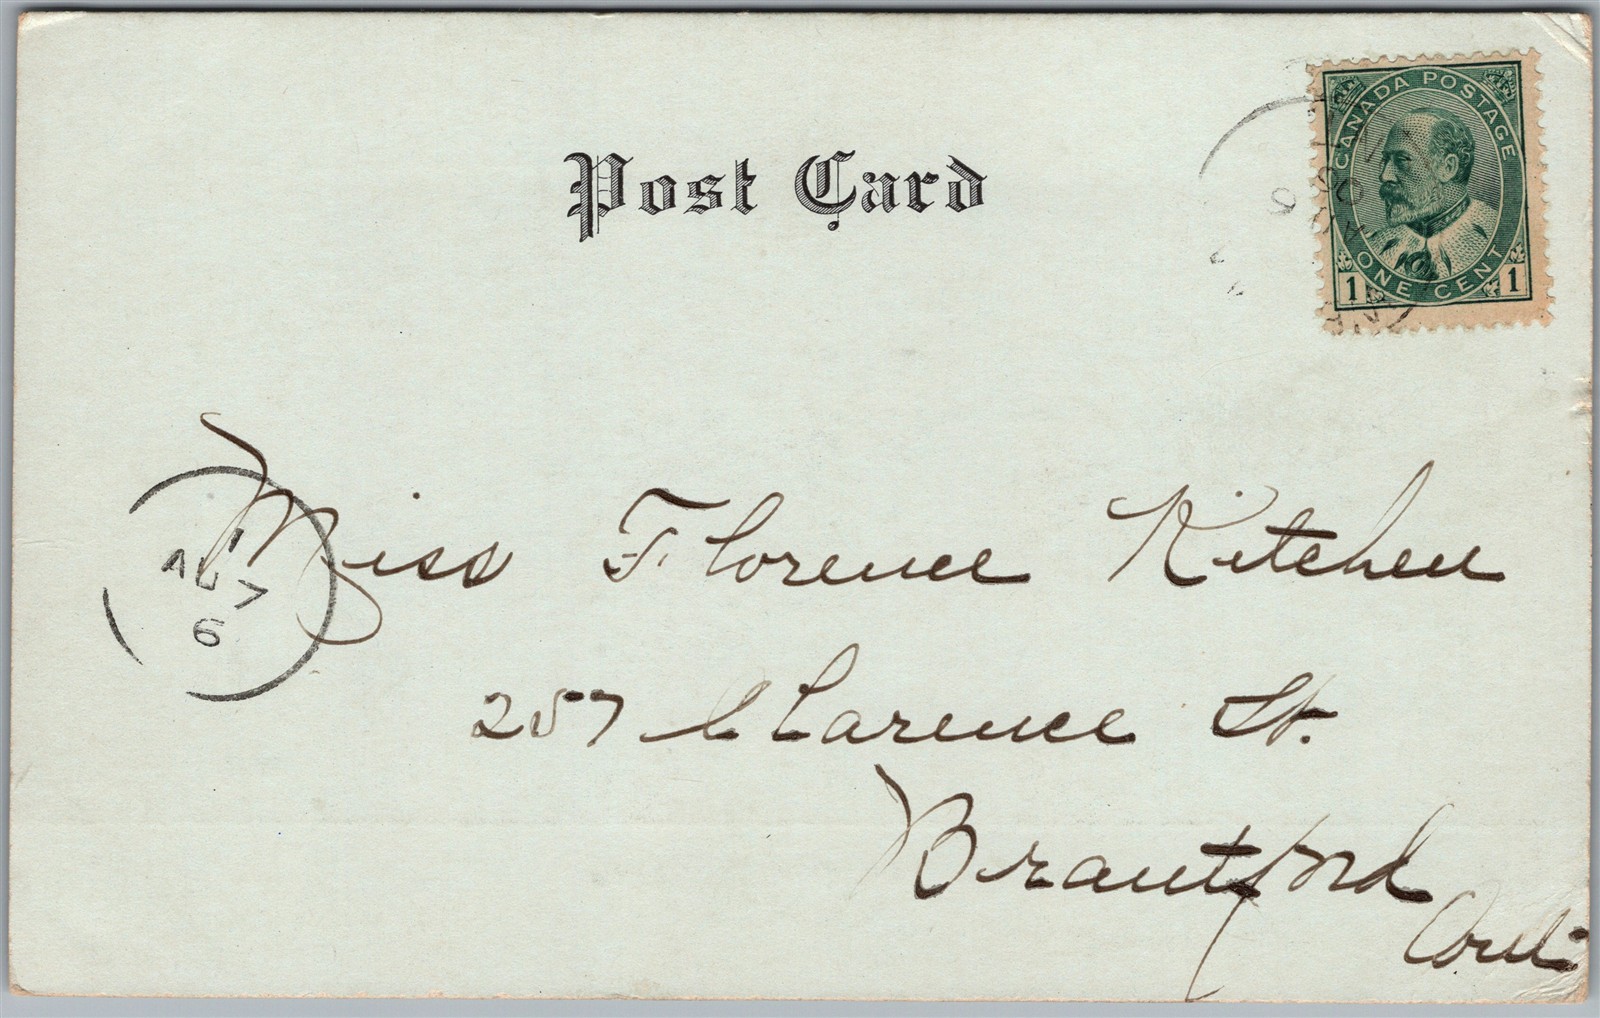 Post Card
CANADA POSTAGE
ONE CENT
1 1
AU 7
6
Miss Florence Kitchen
257 Clarence St.
Brantford
Ont.